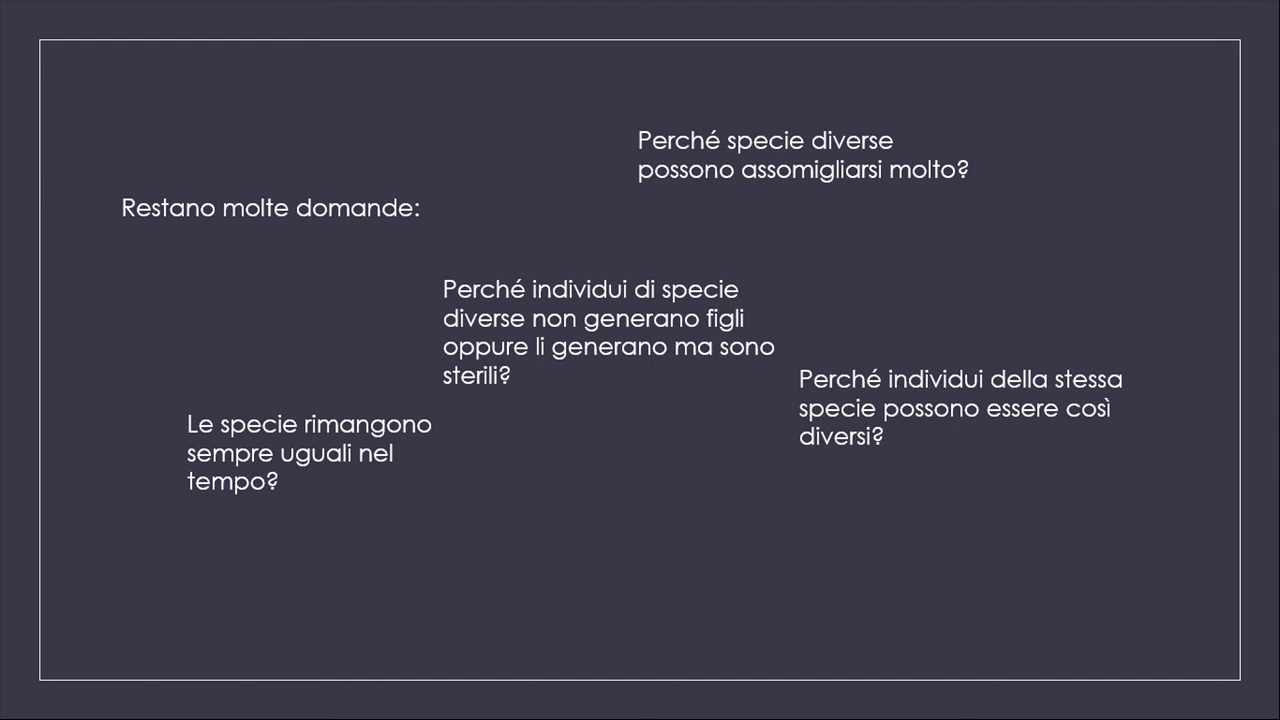 Restano molte domande:
Perché specie diverse
possono assomigliarsi molto?
Perché individui di specie
diverse non generano figli
oppure li generano ma sono
sterili?
Perché individui della stessa
specie possono essere così
diversi?
Le specie rimangono
sempre uguali nel
tempo?